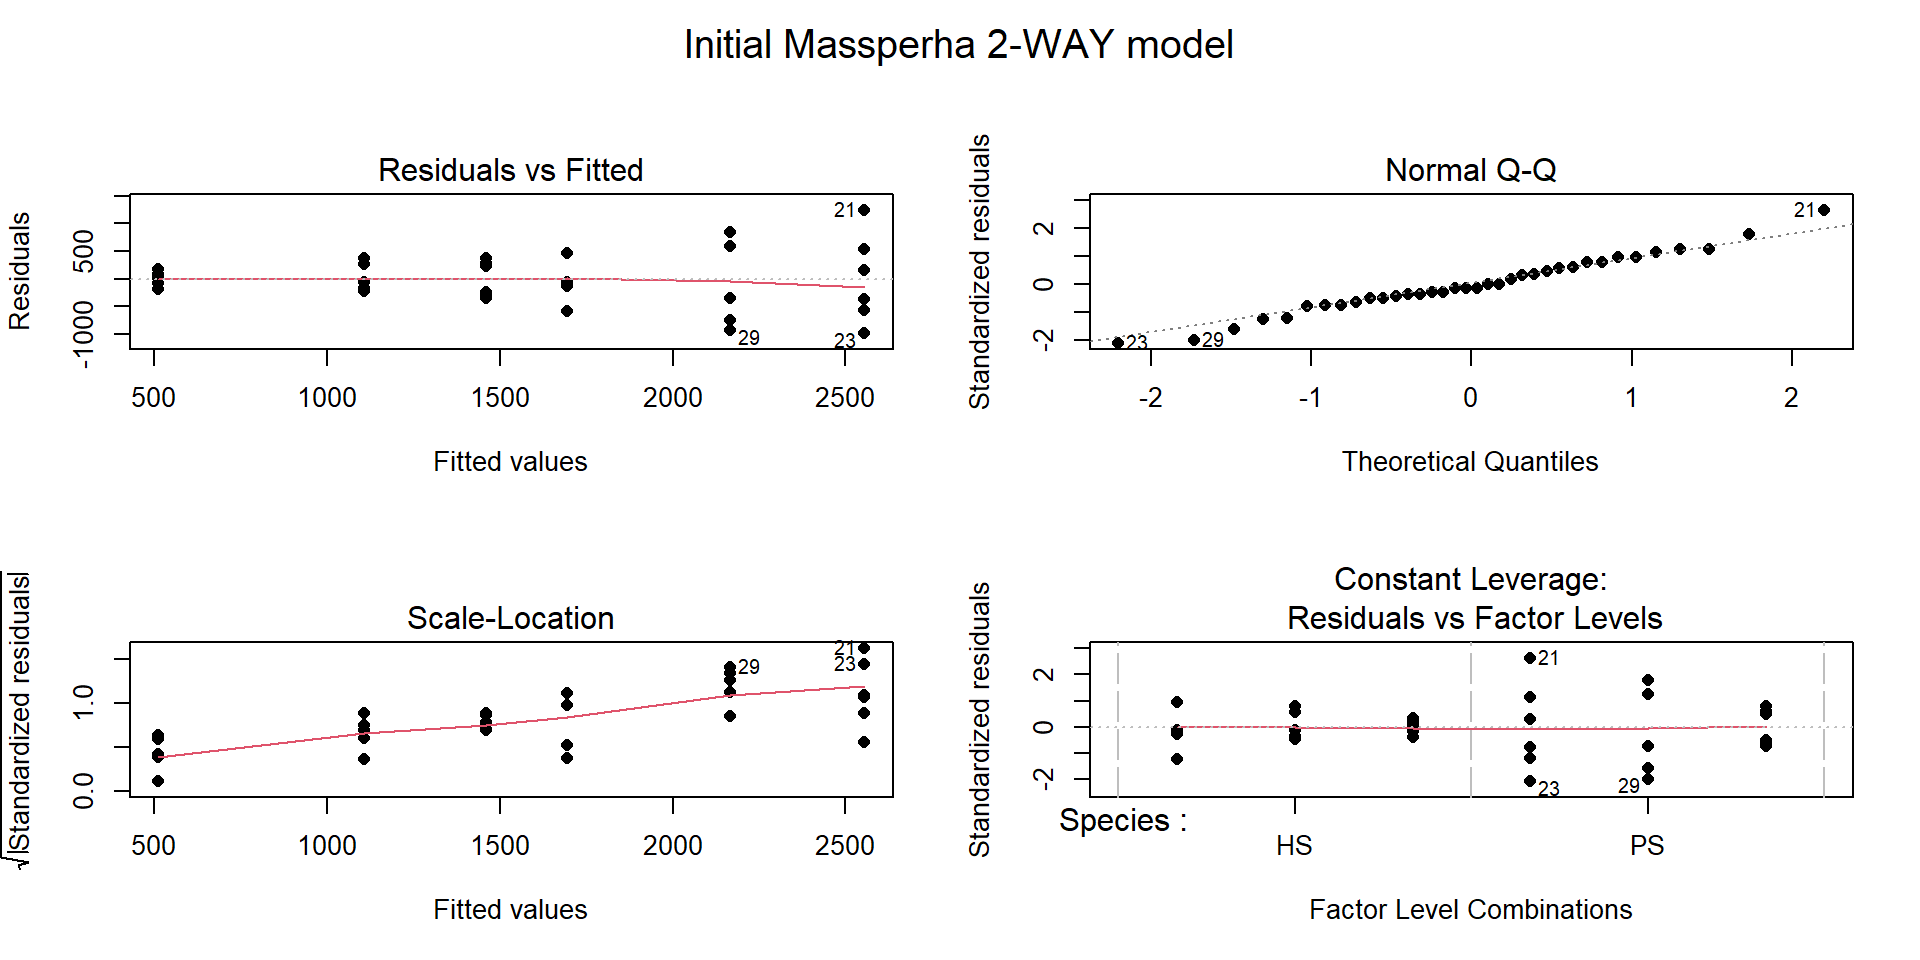 Initial Massperha 2-WAY model
Residuals vs Fitted
Residuals
500
-1000
21
29
23
500 1000 1500 2000 2500
Fitted values
Normal Q-Q
Standardized residuals
2
0
-2
21
23
29
-2 -1 0 1 2
Theoretical Quantiles
Scale-Location
√|Standardized residuals|
1.0
0.0
21
29
23
500 1000 1500 2000 2500
Fitted values
Constant Leverage:
Residuals vs Factor Levels
Standardized residuals
2
0
-2
21
29
23
Species :
HS PS
Factor Level Combinations